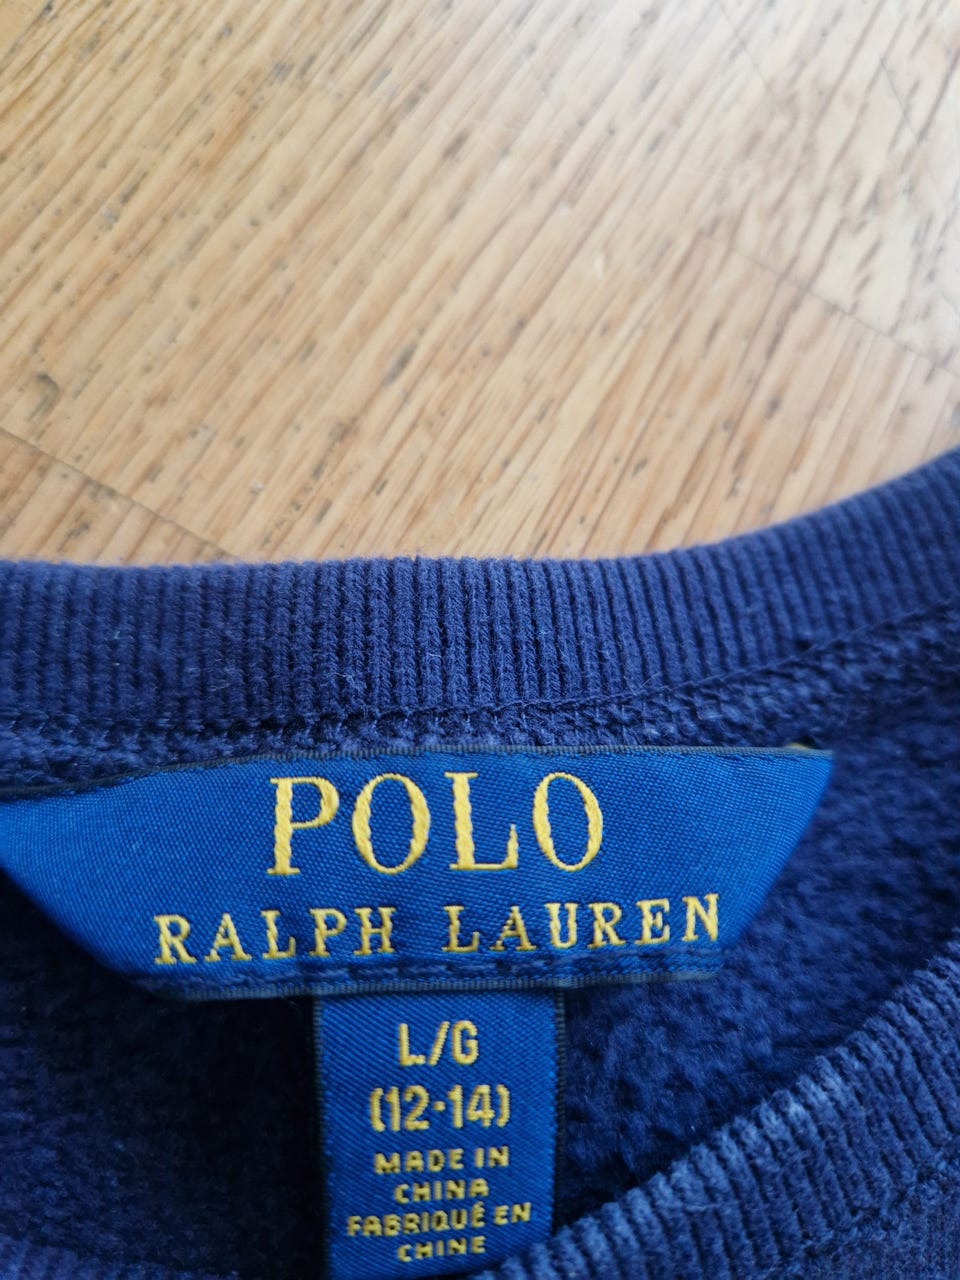 POLO
RALPH LAUREN
L/G
(12-14)
MADE IN
CHINA
FABRIQUÉ EN
CHINE